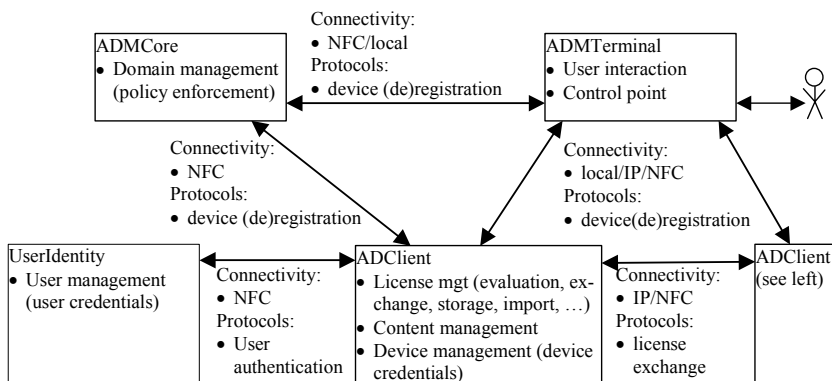 Connectivity:
• NFC/local
Protocols:
• device (de)registration
ADMCore
• Domain management
(policy enforcement)
ADMTerminal
• User interaction
• Control point
Connectivity:
• NFC
Protocols:
• device (de)registration
Connectivity:
• local/IP/NFC
Protocols:
• device(de)registration
UserIdentity
• User management
(user credentials)
Connectivity:
• NFC
Protocols:
• User
authentication
ADClient
• License mgt (evaluation, ex-
change, storage, import, …)
• Content management
• Device management (device
credentials)
Connectivity:
• IP/NFC
Protocols:
• license
exchange
ADClient
(see left)